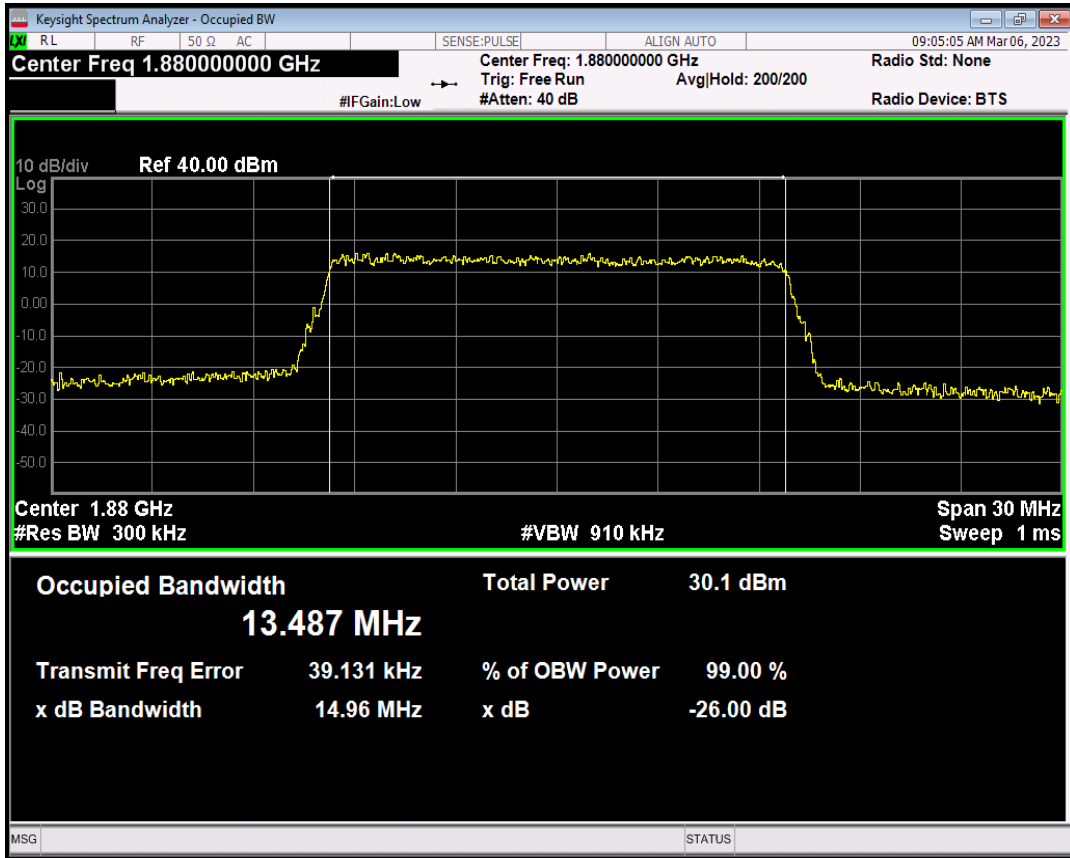 Keysight Spectrum Analyzer - Occupied BW
LXI RL RF 50 Ω AC SENSE:PULSE ALIGN AUTO 09:05:05 AM Mar 06, 2023
Center Freq 1.880000000 GHz Center Freq: 1.880000000 GHz Radio Std: None
Trig: Free Run Avg|Hold: 200/200
#IFGain:Low #Atten: 40 dB Radio Device: BTS
10 dB/div Ref 40.00 dBm
Log
30.0
20.0
10.0
0.00
-10.0
-20.0
-30.0
-40.0
-50.0
Center 1.88 GHz Span 30 MHz
#Res BW 300 kHz #VBW 910 kHz Sweep 1 ms
Occupied Bandwidth Total Power 30.1 dBm
13.487 MHz
Transmit Freq Error 39.131 kHz % of OBW Power 99.00 %
x dB Bandwidth 14.96 MHz x dB -26.00 dB
MSG STATUS